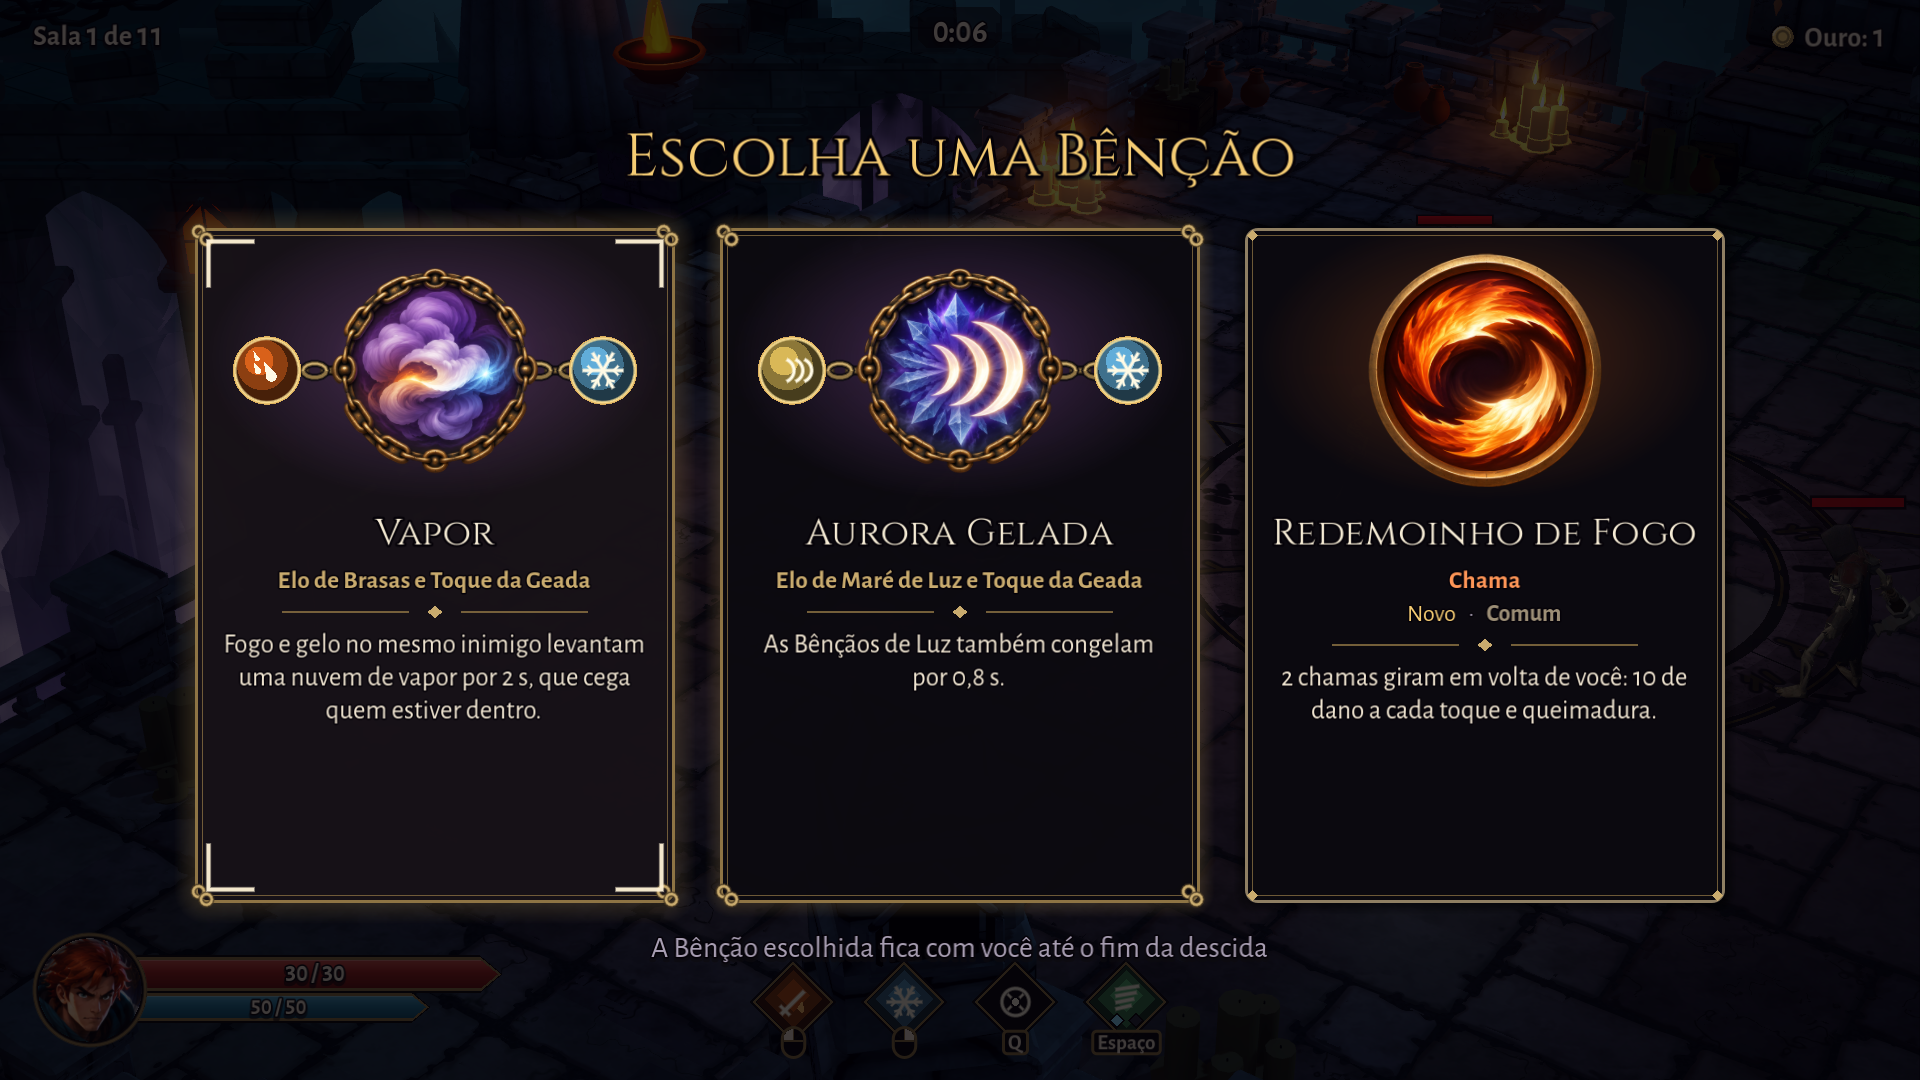 Sala 1 de 11
0:06
Ouro: 1
Escolha uma Bênção
Vapor
Elo de Brasas e Toque da Geada
Fogo e gelo no mesmo inimigo levantam
uma nuvem de vapor por 2 s, que cega
quem estiver dentro.
Aurora Gelada
Elo de Maré de Luz e Toque da Geada
As Bênçãos de Luz também congelam
por 0,8 s.
Redemoinho de Fogo
Chama
Novo · Comum
2 chamas giram em volta de você: 10 de
dano a cada toque e queimadura.
A Bênção escolhida fica com você até o fim da descida
30/30
50/50
Q
Espaço